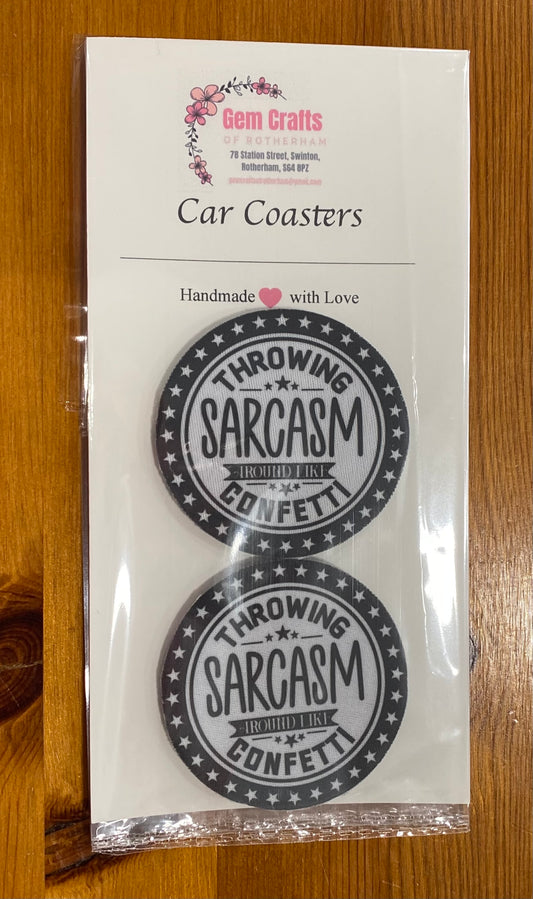 Gem Crafts
OF ROTHERHAM
78 Station Street, Swinton,
Rotherham, S64 8PZ
Car Coasters
Handmade with Love
THROWING
SARCASM
AROUND LIKE
CONFETTI
THROWING
SARCASM
AROUND LIKE
CONFETTI